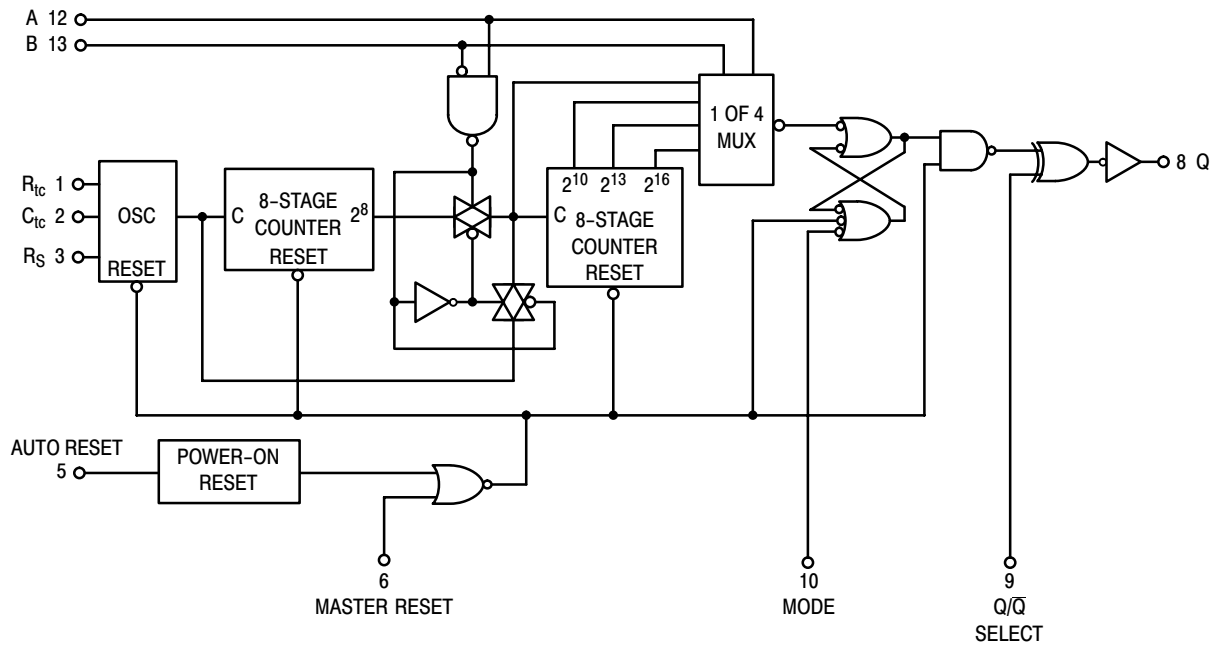 A 12
B 13
1 OF 4
MUX
8 Q
R_tc 1
C_tc 2
R_S 3
OSC
RESET
C
8-STAGE
COUNTER
RESET
2^8
2^10 2^13 2^16
C
8-STAGE
COUNTER
RESET
AUTO RESET
5
POWER-ON
RESET
6
MASTER RESET
10
MODE
9
Q/Q̅
SELECT